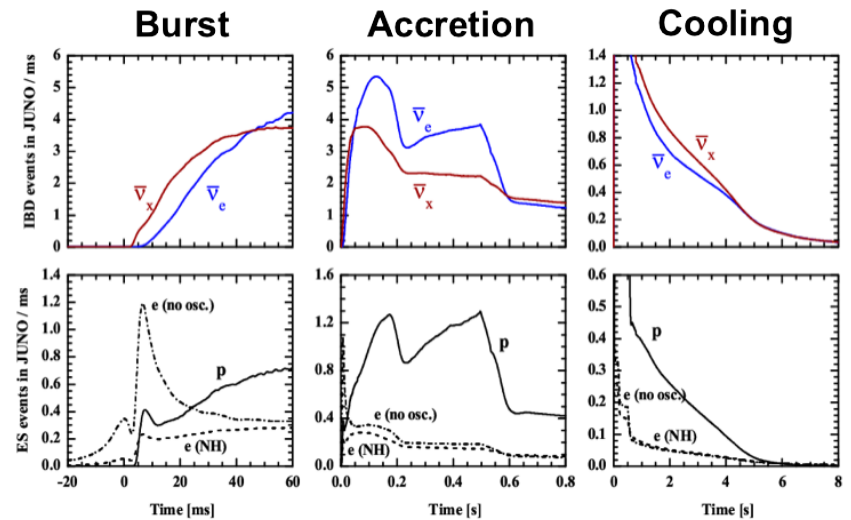 Burst Accretion Cooling
IBD events in JUNO / ms
6
5
4
3
2
1
0
ν̅x
ν̅e
6
5
4
3
2
1
0
ν̅e
ν̅x
1.4
1.2
1.0
0.8
0.6
0.4
0.2
0.0
ν̅x
ν̅e
ES events in JUNO / ms
1.4
1.2
1.0
0.8
0.6
0.4
0.2
0.0
e (no osc.)
p
e (NH)
-20 0 20 40 60
Time [ms]
1.6
1.2
0.8
0.4
0.0
p
e (no osc.)
e (NH)
0.0 0.2 0.4 0.6 0.8
Time [s]
0.6
0.5
0.4
0.3
0.2
0.1
0.0
p
e (no osc.)
e (NH)
0 2 4 6 8
Time [s]